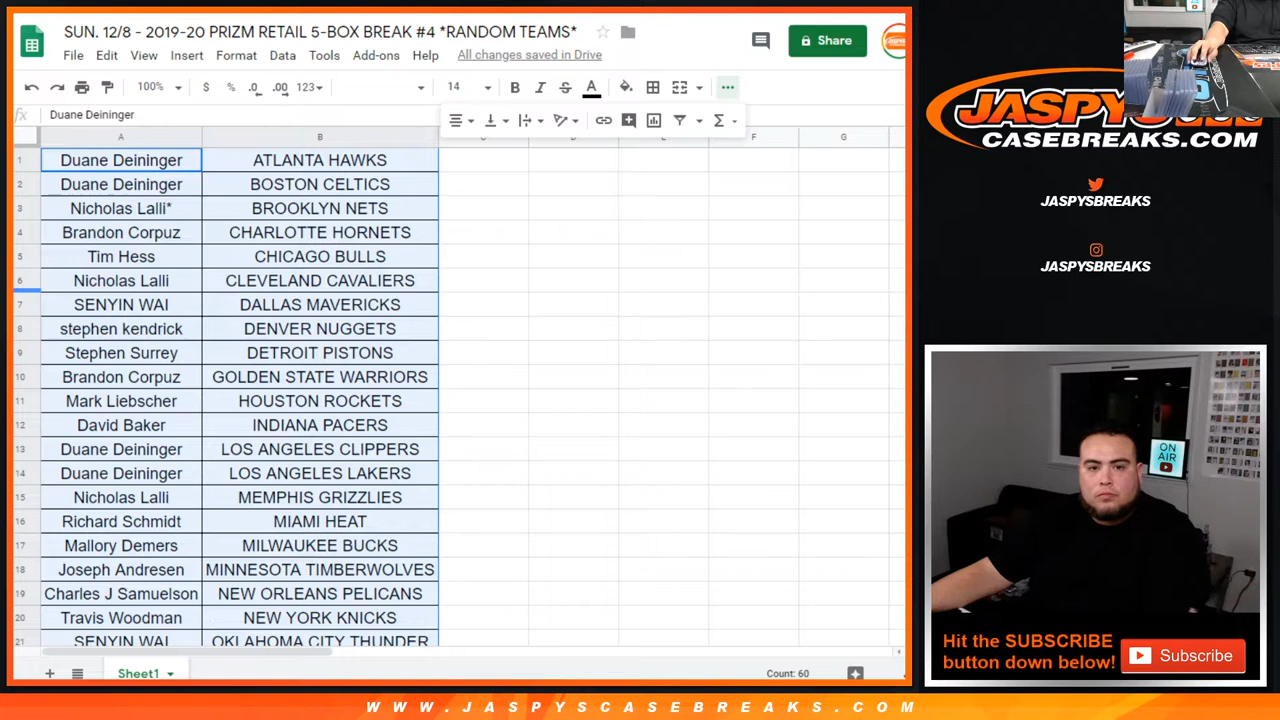 SUN. 12/8 - 2019-20 PRIZM RETAIL 5-BOX BREAK #4 *RANDOM TEAMS*
File Edit View Insert Format Data Tools Add-ons Help All changes saved in Drive
Share
100% $ % .0 .00 123 14
fx Duane Deininger
A B C D E F G
1 Duane Deininger ATLANTA HAWKS
2 Duane Deininger BOSTON CELTICS
3 Nicholas Lalli* BROOKLYN NETS
4 Brandon Corpuz CHARLOTTE HORNETS
5 Tim Hess CHICAGO BULLS
6 Nicholas Lalli CLEVELAND CAVALIERS
7 SENYIN WAI DALLAS MAVERICKS
8 stephen kendrick DENVER NUGGETS
9 Stephen Surrey DETROIT PISTONS
10 Brandon Corpuz GOLDEN STATE WARRIORS
11 Mark Liebscher HOUSTON ROCKETS
12 David Baker INDIANA PACERS
13 Duane Deininger LOS ANGELES CLIPPERS
14 Duane Deininger LOS ANGELES LAKERS
15 Nicholas Lalli MEMPHIS GRIZZLIES
16 Richard Schmidt MIAMI HEAT
17 Mallory Demers MILWAUKEE BUCKS
18 Joseph Andresen MINNESOTA TIMBERWOLVES
19 Charles J Samuelson NEW ORLEANS PELICANS
20 Travis Woodman NEW YORK KNICKS
21 SENYIN WAI OKLAHOMA CITY THUNDER
Sheet1
Count: 60
CASEBREAKS.COM
JASPYSBREAKS
JASPYSBREAKS
ON
AIR
Hit the SUBSCRIBE
button down below!
Subscribe
WWW.JASPYSCASEBREAKS.COM